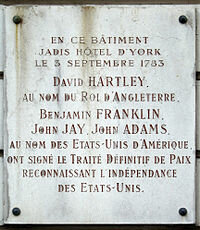 EN CE BÂTIMENT
JADIS HÔTEL D'YORK
LE 3 SEPTEMBRE 1783
DAVID HARTLEY,
AU NOM DU ROI D'ANGLETERRE,
BENJAMIN FRANKLIN,
JOHN JAY, JOHN ADAMS,
AU NOM DES ETATS-UNIS D'AMÉRIQUE,
ONT SIGNÉ LE TRAITÉ DÉFINITIF DE PAIX
RECONNAISSANT L'INDÉPENDANCE
DES ETATS-UNIS.